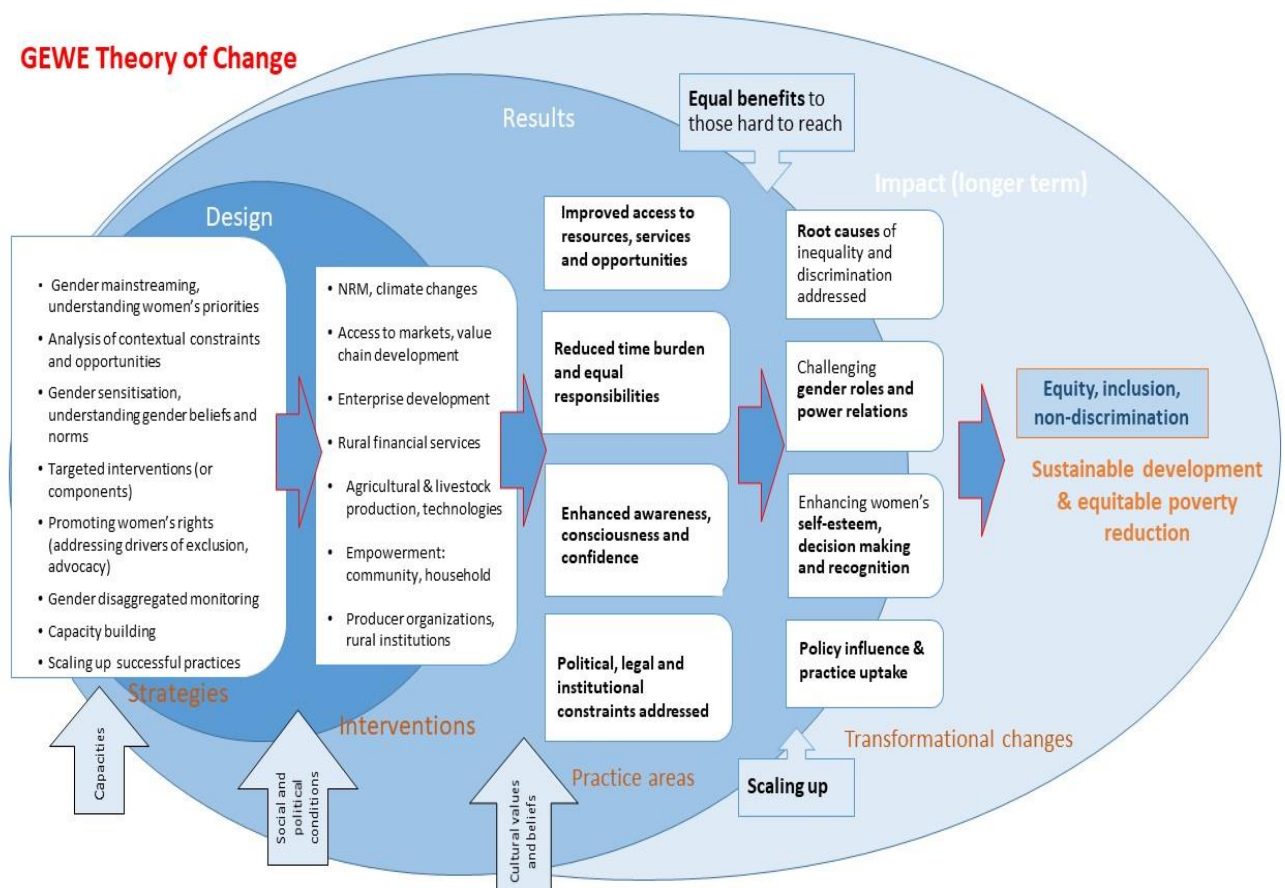 GEWE Theory of Change
Equal benefits to
those hard to reach
Results
Impact (longer term)
Design
• Gender mainstreaming,
understanding women's priorities
• Analysis of contextual constraints
and opportunities
• Gender sensitisation,
understanding gender beliefs and
norms
• Targeted interventions (or
components)
• Promoting women's rights
(addressing drivers of exclusion,
advocacy)
• Gender disaggregated monitoring
• Capacity building
• Scaling up successful practices
Strategies
• NRM, climate changes
• Access to markets, value
chain development
• Enterprise development
• Rural financial services
• Agricultural & livestock
production, technologies
• Empowerment:
community, household
• Producer organizations,
rural institutions
Interventions
Improved access to
resources, services
and opportunities
Reduced time burden
and equal
responsibilities
Enhanced awareness,
consciousness and
confidence
Political, legal and
institutional
constraints addressed
Practice areas
Root causes of
inequality and
discrimination
addressed
Challenging
gender roles and
power relations
Enhancing women's
self-esteem,
decision making
and recognition
Policy influence &
practice uptake
Transformational changes
Equity, inclusion,
non-discrimination
Sustainable development
& equitable poverty
reduction
Capacities
Social and
political
conditions
Cultural values
and beliefs
Scaling up